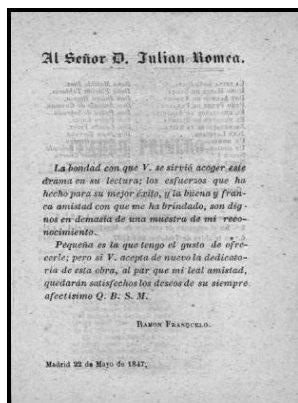 Al Señor D. Julian Romea.
La bondad con que V. se sirvió acoger este
drama en su lectura; los esfuerzos que ha
hecho para su mejor éxito, y la buena y fran-
ca amistad con que me ha brindado, son dig-
nos en demasía de una muestra de mi reco-
nocimiento.
Pequeña es la que tengo el gusto de ofre-
cerle; pero si V. acepta de nuevo la dedicato-
ria de esta obra, al par que mi leal amistad,
quedarán satisfechos los deseos de su siempre
afectísimo Q. B. S. M.
RAMON FRANQUELO.
Madrid 22 de Mayo de 1847.